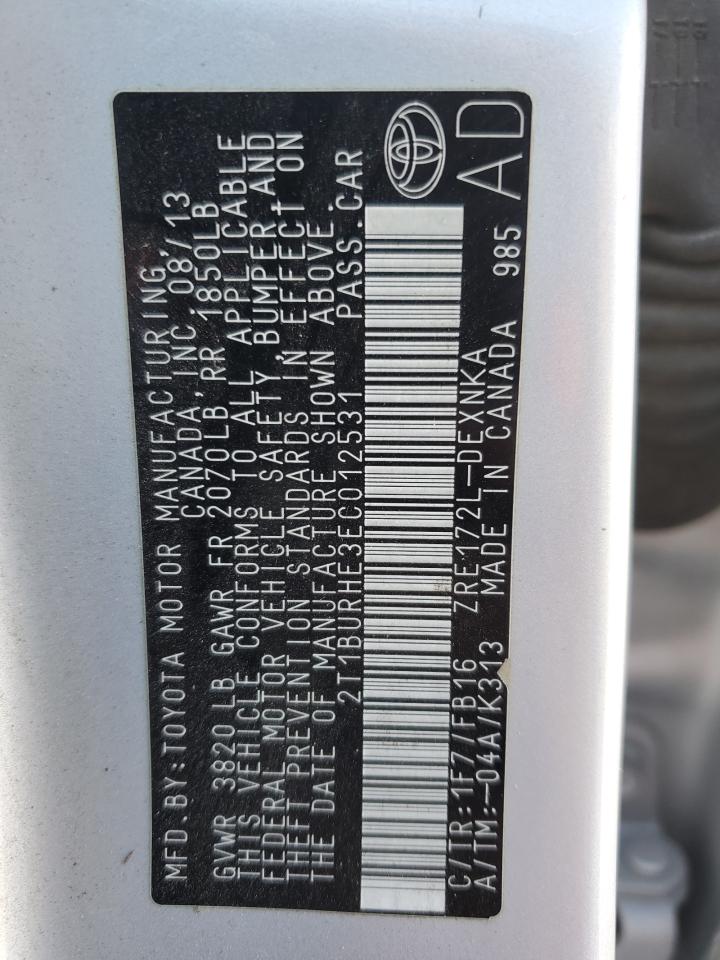 MFD.BY:TOYOTA MOTOR MANUFACTURING,
CANADA,INC.08/13
GVWR 3820LB GAWR FR 2070LB RR 1850LB
THIS VEHICLE CONFORMS TO ALL APPLICABLE
FEDERAL MOTOR VEHICLE SAFETY,BUMPER AND
THEFT PREVENTION STANDARDS IN EFFECT ON
THE DATE OF MANUFACTURE SHOWN ABOVE.
2T1BURHE3EC012531 PASS.CAR
C/TR:1F7/FB16 ZRE172L-DEXNKA
A/TM:-04A/K313 MADE IN CANADA 985
AD